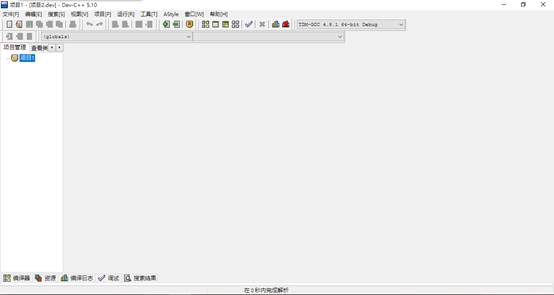 项目1 - [项目2.dev] - Dev-C++ 5.10
文件[F] 编辑[E] 搜索[S] 视图[V] 项目[P] 运行[R] 工具[T] AStyle 窗口[W] 帮助[H]
TDM-GCC 4.8.1 64-bit Debug
(globals)
项目管理 查看类
项目1
编译器 资源 编译日志 调试 搜索结果
在 0 秒内完成解析